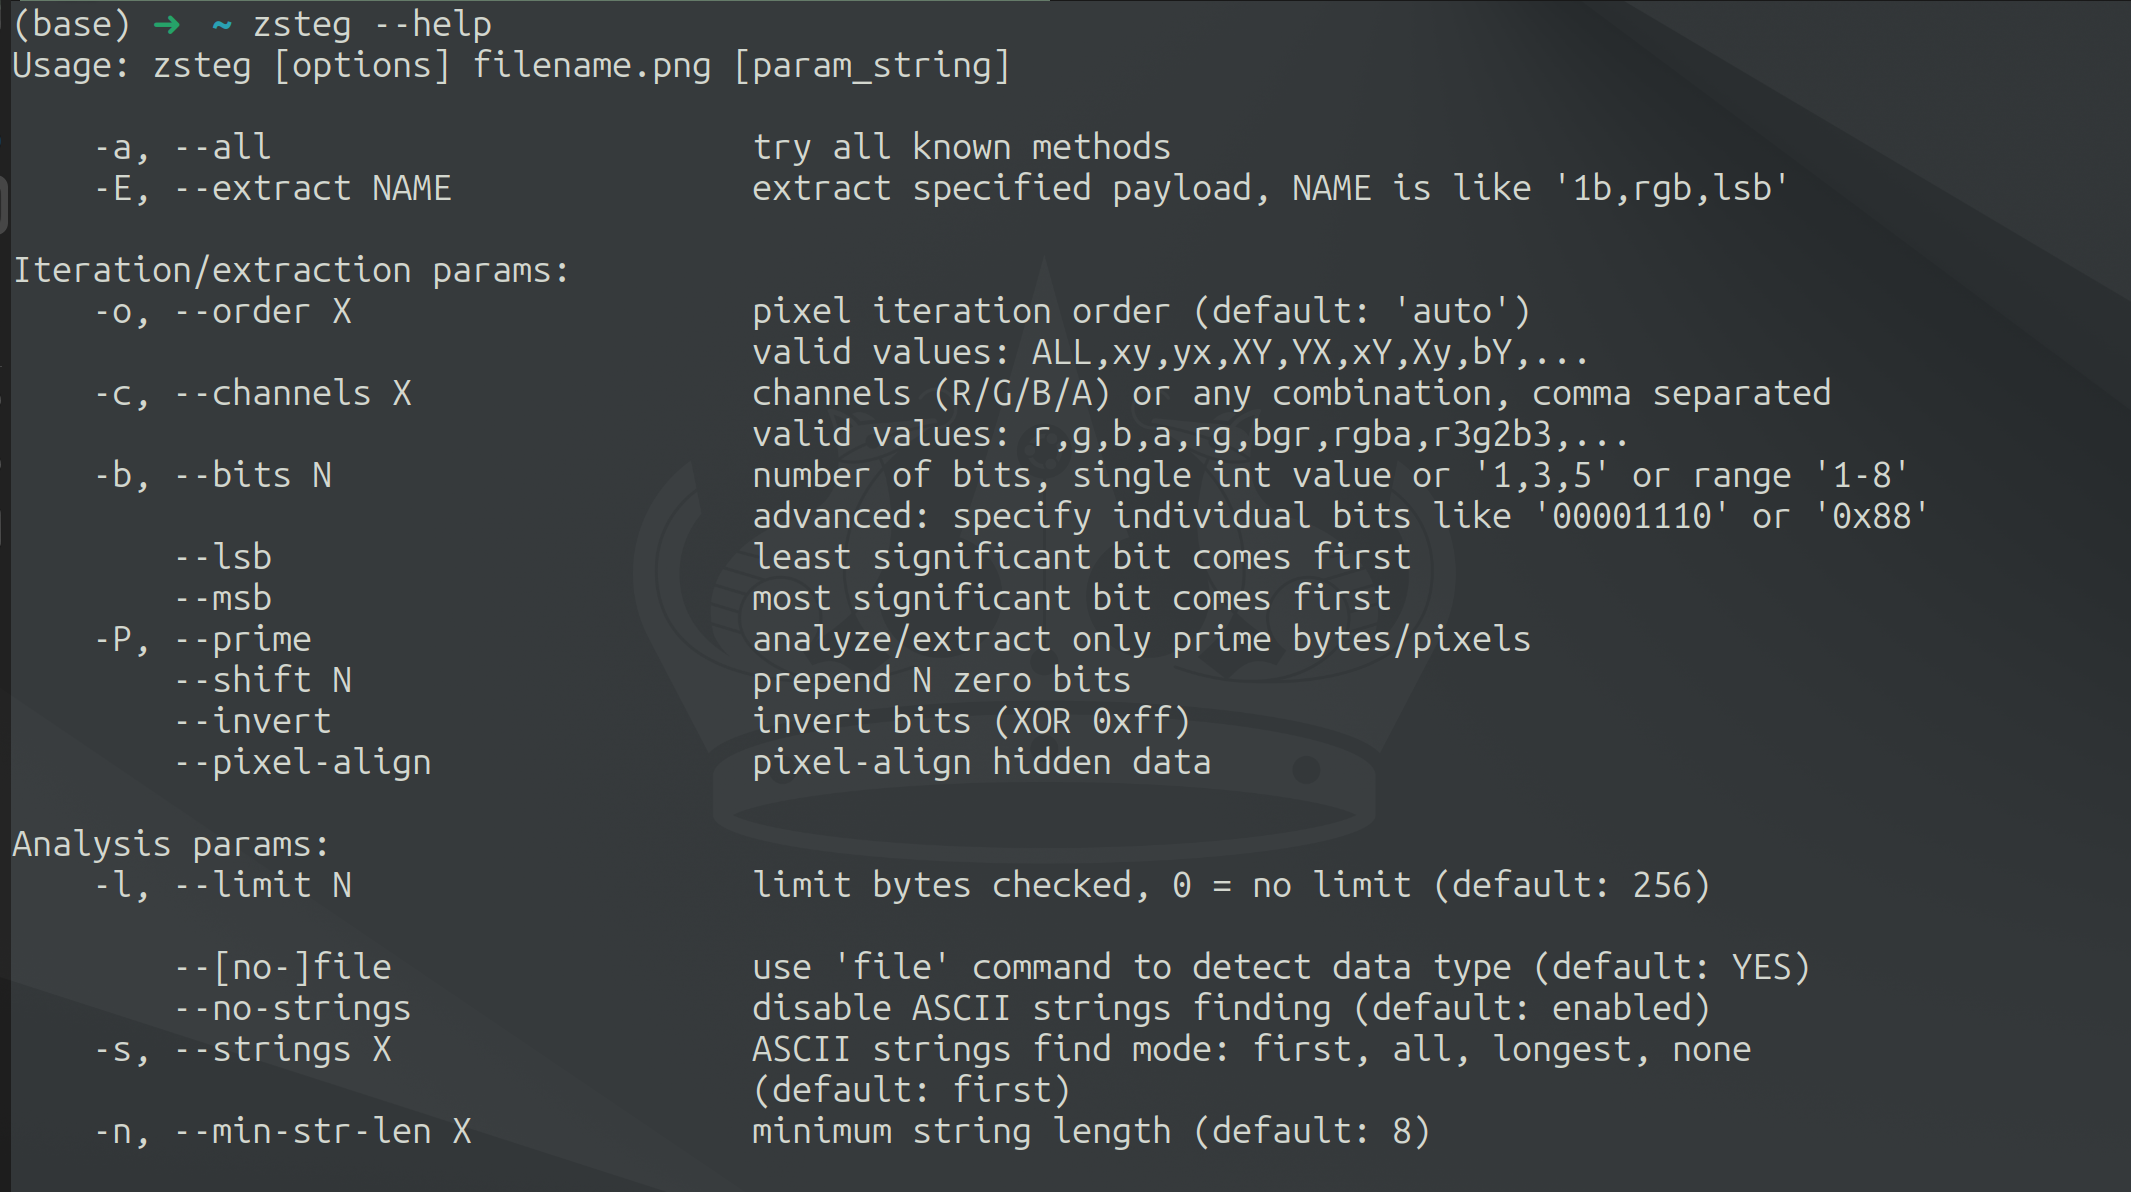 (base) ➜ ~ zsteg --help
Usage: zsteg [options] filename.png [param_string]
-a, --all try all known methods
-E, --extract NAME extract specified payload, NAME is like '1b,rgb,lsb'
Iteration/extraction params:
-o, --order X pixel iteration order (default: 'auto')
valid values: ALL,xy,yx,XY,YX,xY,Xy,bY,...
-c, --channels X channels (R/G/B/A) or any combination, comma separated
valid values: r,g,b,a,rg,bgr,rgba,r3g2b3,...
-b, --bits N number of bits, single int value or '1,3,5' or range '1-8'
advanced: specify individual bits like '00001110' or '0x88'
--lsb least significant bit comes first
--msb most significant bit comes first
-P, --prime analyze/extract only prime bytes/pixels
--shift N prepend N zero bits
--invert invert bits (XOR 0xff)
--pixel-align pixel-align hidden data
Analysis params:
-l, --limit N limit bytes checked, 0 = no limit (default: 256)
--[no-]file use 'file' command to detect data type (default: YES)
--no-strings disable ASCII strings finding (default: enabled)
-s, --strings X ASCII strings find mode: first, all, longest, none
(default: first)
-n, --min-str-len X minimum string length (default: 8)